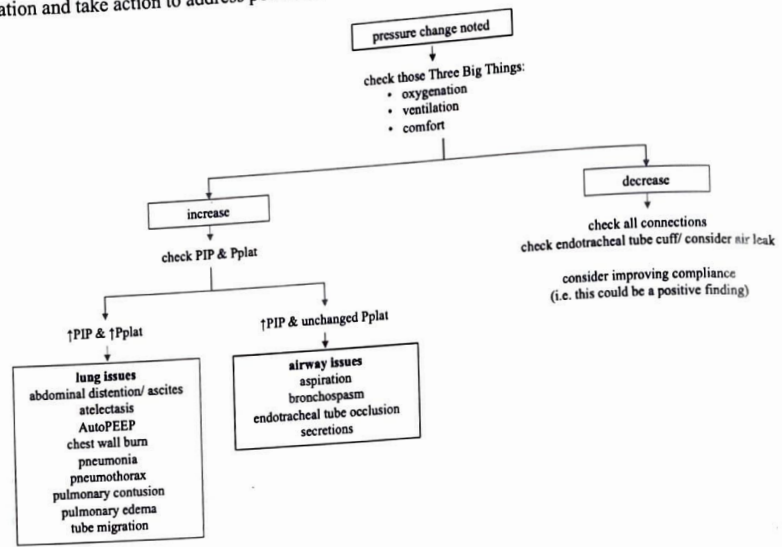 ation and take action to address
pressure change noted
check those Three Big Things:
• oxygenation
• ventilation
• comfort
increase
check PIP & Pplat
↑PIP & ↑Pplat
lung issues
abdominal distention/ ascites
atelectasis
AutoPEEP
chest wall burn
pneumonia
pneumothorax
pulmonary contusion
pulmonary edema
tube migration
↑PIP & unchanged Pplat
airway issues
aspiration
bronchospasm
endotracheal tube occlusion
secretions
decrease
check all connections
check endotracheal tube cuff/ consider air leak
consider improving compliance
(i.e. this could be a positive finding)